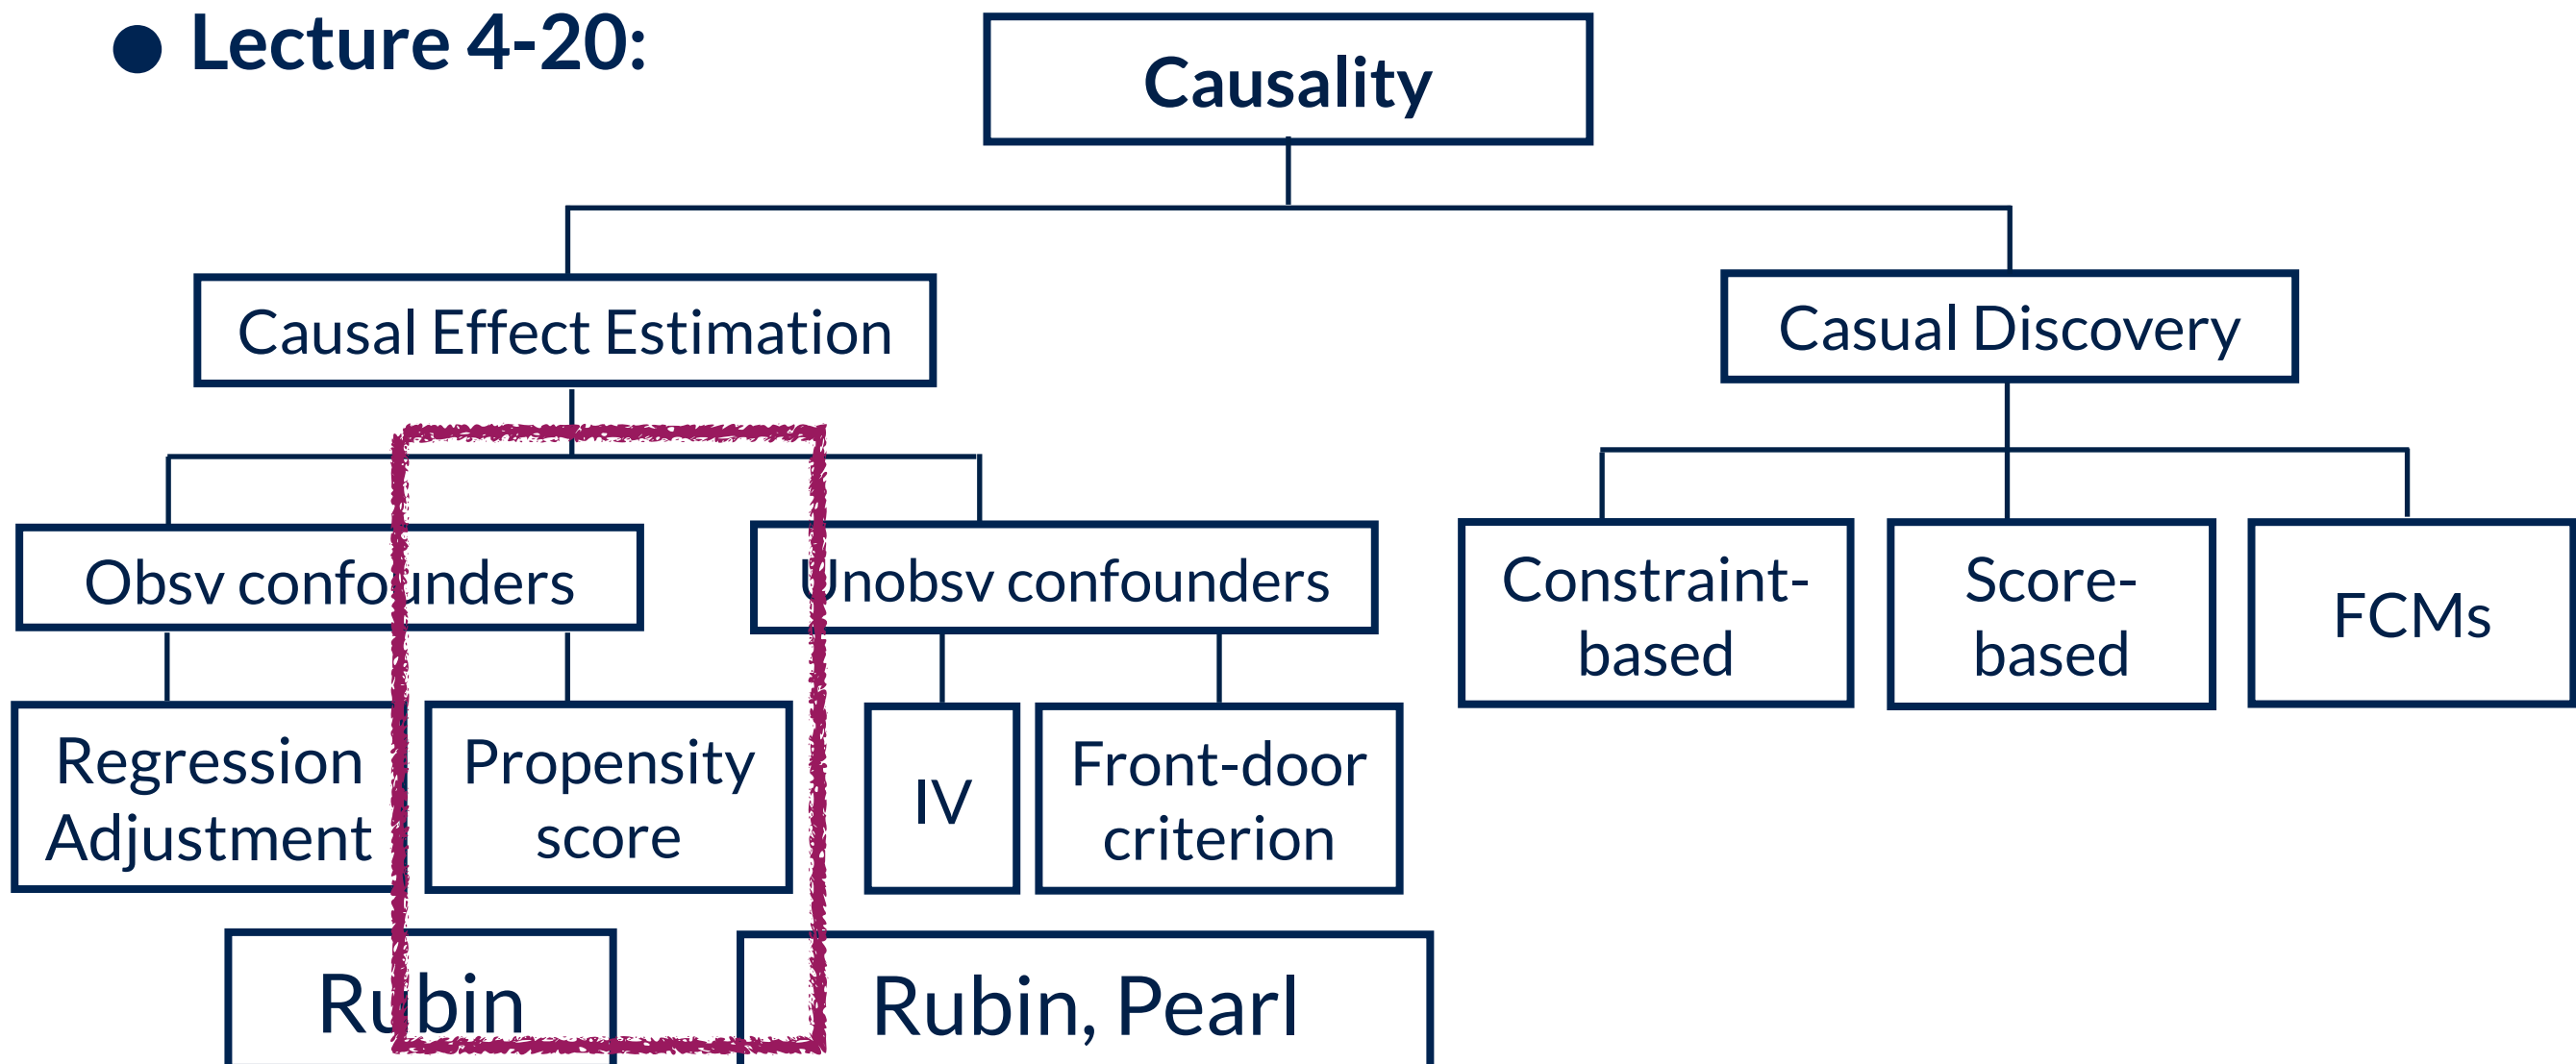 ● Lecture 4-20:
Causality
Causal Effect Estimation
Casual Discovery
Obsv confounders
Unobsv confounders
Constraint-
based
Score-
based
FCMs
Regression
Adjustment
Propensity
score
IV
Front-door
criterion
Rubin
Rubin, Pearl